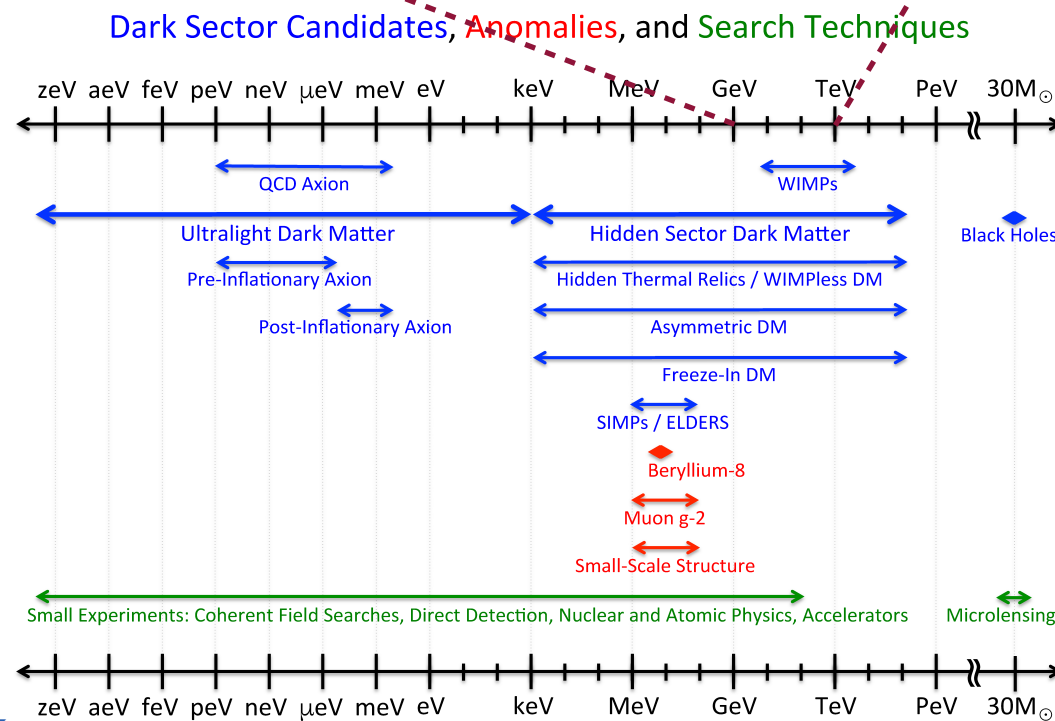 Dark Sector Candidates, Anomalies, and Search Techniques
zeV aeV feV peV neV μeV meV eV keV MeV GeV TeV PeV 30M☉
QCD Axion WIMPs
Ultralight Dark Matter Hidden Sector Dark Matter Black Holes
Pre-Inflationary Axion Hidden Thermal Relics / WIMPless DM
Post-Inflationary Axion Asymmetric DM
Freeze-In DM
SIMPs / ELDERS
Beryllium-8
Muon g-2
Small-Scale Structure
Small Experiments: Coherent Field Searches, Direct Detection, Nuclear and Atomic Physics, Accelerators Microlensing
zeV aeV feV peV neV μeV meV eV keV MeV GeV TeV PeV 30M☉